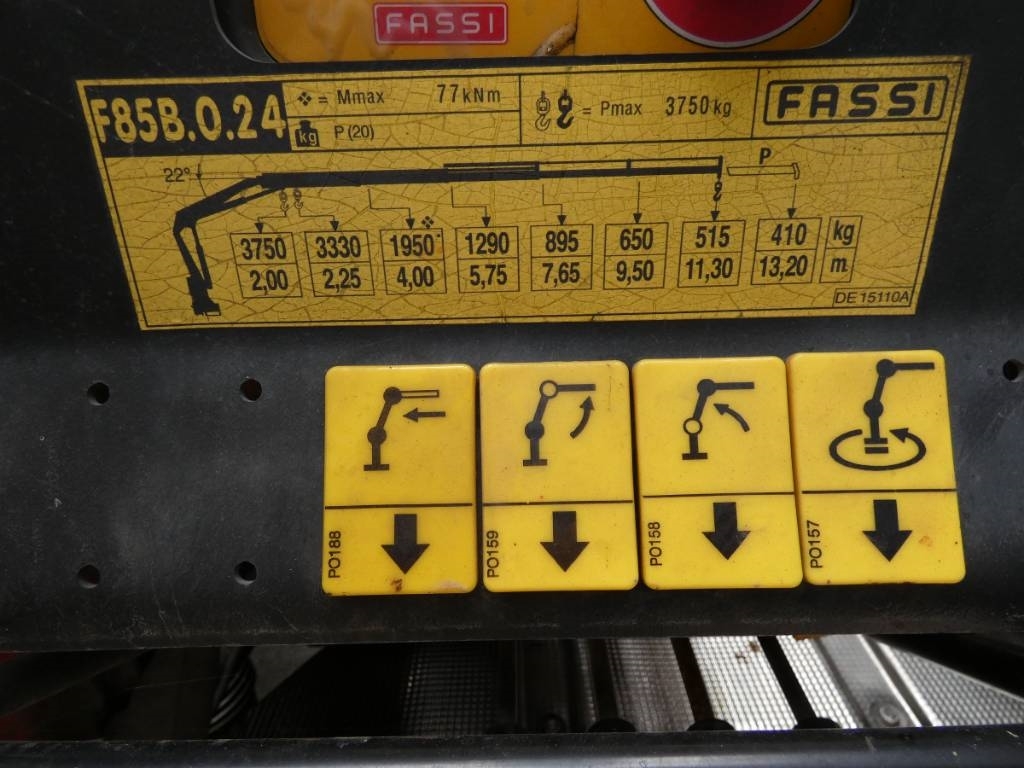 FASSI
F85B.0.24
❖ = Mmax 77kNm
kg P (20)
= Pmax 3750 kg
FASSI
22°
P
3750 3330 1950❖ 1290 895 650 515 410 kg
2,00 2,25 4,00 5,75 7,65 9,50 11,30 13,20 m
DE 15110A
PO188
PO159
PO158
PO157